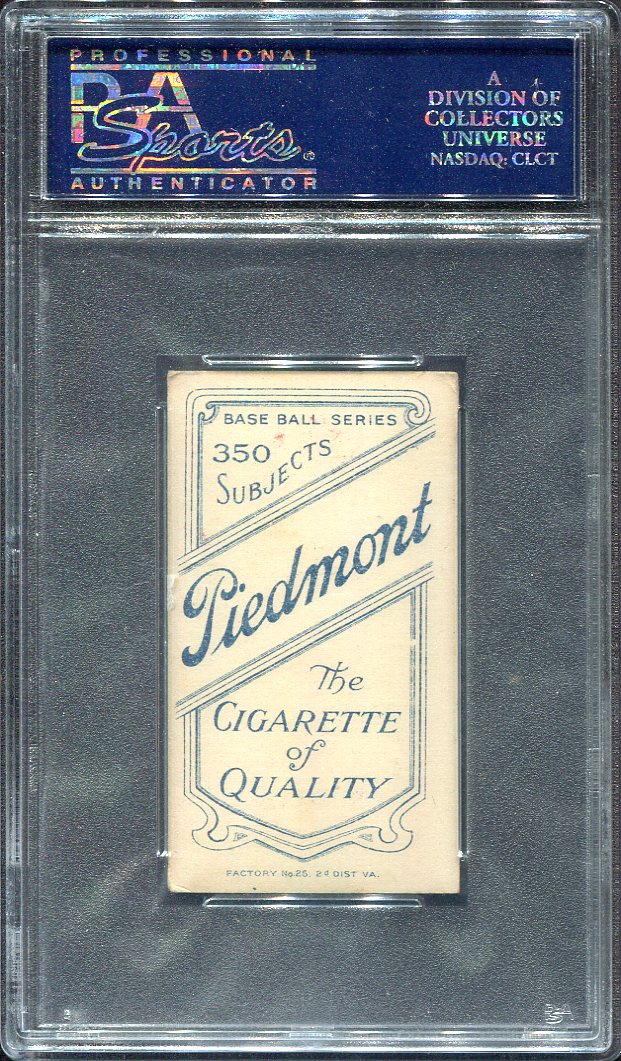 PROFESSIONAL
PSA
Sports®
AUTHENTICATOR
A
DIVISION OF
COLLECTORS
UNIVERSE
NASDAQ: CLCT
BASE BALL SERIES
350
SUBJECTS
Piedmont
The
CIGARETTE
of
QUALITY
FACTORY No. 25. 2d DIST VA.
PSA